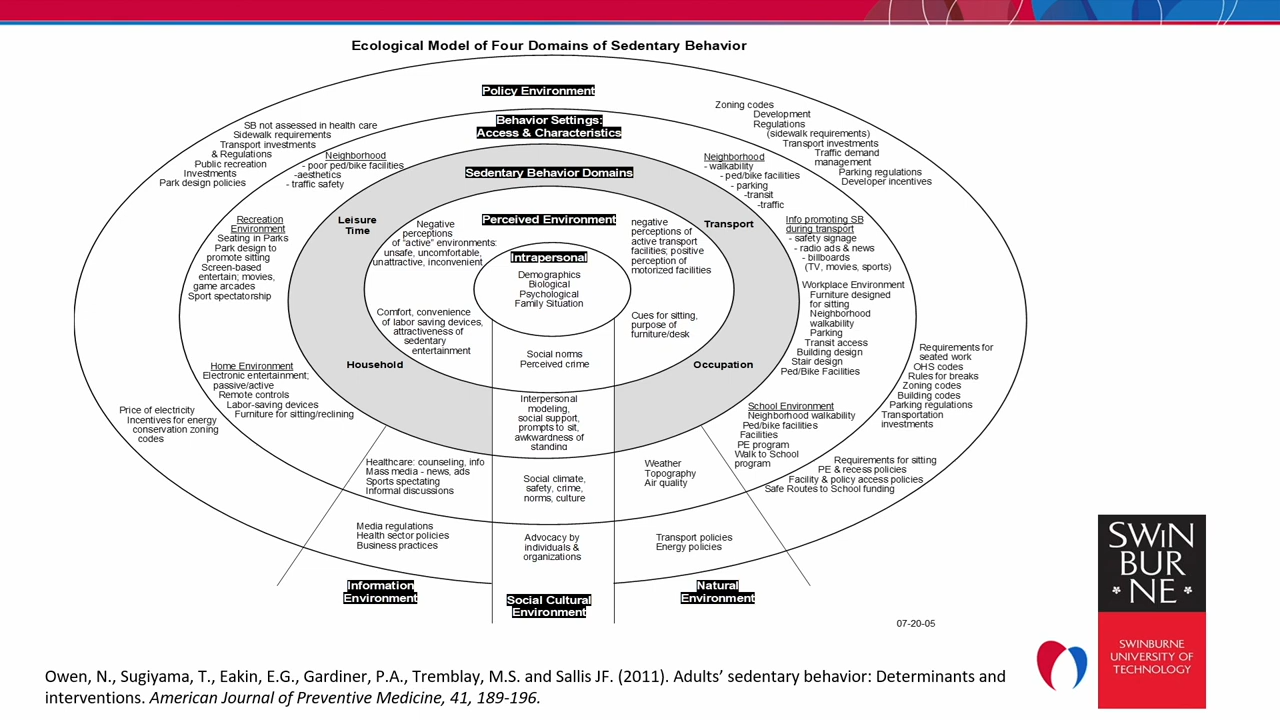 Ecological Model of Four Domains of Sedentary Behavior
Policy Environment
Behavior Settings:
Access & Characteristics
Sedentary Behavior Domains
Perceived Environment
Intrapersonal
Demographics
Biological
Psychological
Family Situation
SB not assessed in health care
Sidewalk requirements
Transport investments
& Regulations
Public recreation
Investments
Park design policies
Neighborhood
- poor ped/bike facilities
-aesthetics
- traffic safety
Recreation
Environment
Seating in Parks
Park design to
promote sitting
Screen-based
entertain; movies,
game arcades
Sport spectatorship
Leisure
Time
Negative
perceptions
of "active" environments:
unsafe, uncomfortable,
unattractive, inconvenient
negative
perceptions of
active transport
facilities; positive
perception of
motorized facilities
Transport
Neighborhood
- walkability
- ped/bike facilities
- parking
-transit
-traffic
Zoning codes
Development
Regulations
(sidewalk requirements)
Transport investments
Traffic demand
management
Parking regulations
Developer incentives
Info promoting SB
during transport
- safety signage
- radio ads & news
- billboards
(TV, movies, sports)
Workplace Environment
Furniture designed
for sitting
Neighborhood
walkability
Parking
Transit access
Building design
Stair design
Ped/Bike Facilities
Comfort, convenience
of labor saving devices,
attractiveness of
sedentary
entertainment
Cues for sitting,
purpose of
furniture/desk
Household
Occupation
Social norms
Perceived crime
Interpersonal
modeling,
social support,
prompts to sit,
awkwardness of
standing
Home Environment
Electronic entertainment;
passive/active
Remote controls
Labor-saving devices
Furniture for sitting/reclining
Price of electricity
Incentives for energy
conservation zoning
codes
Requirements for
seated work
OHS codes
Rules for breaks
Zoning codes
Building codes
Parking regulations
Transportation
investments
School Environment
Neighborhood walkability
Ped/bike facilities
Facilities
PE program
Walk to School
program
Requirements for sitting
PE & recess policies
Facility & policy access policies
Safe Routes to School funding
Healthcare: counseling, info
Mass media - news, ads
Sports spectating
Informal discussions
Social climate,
safety, crime,
norms, culture
Weather
Topography
Air quality
Media regulations
Health sector policies
Business practices
Advocacy by
individuals &
organizations
Transport policies
Energy policies
Information
Environment
Social Cultural
Environment
Natural
Environment
07-20-05
SWiN
BUR
NE
SWINBURNE
UNIVERSITY OF
TECHNOLOGY
Owen, N., Sugiyama, T., Eakin, E.G., Gardiner, P.A., Tremblay, M.S. and Sallis JF. (2011). Adults' sedentary behavior: Determinants and
interventions. American Journal of Preventive Medicine, 41, 189-196.